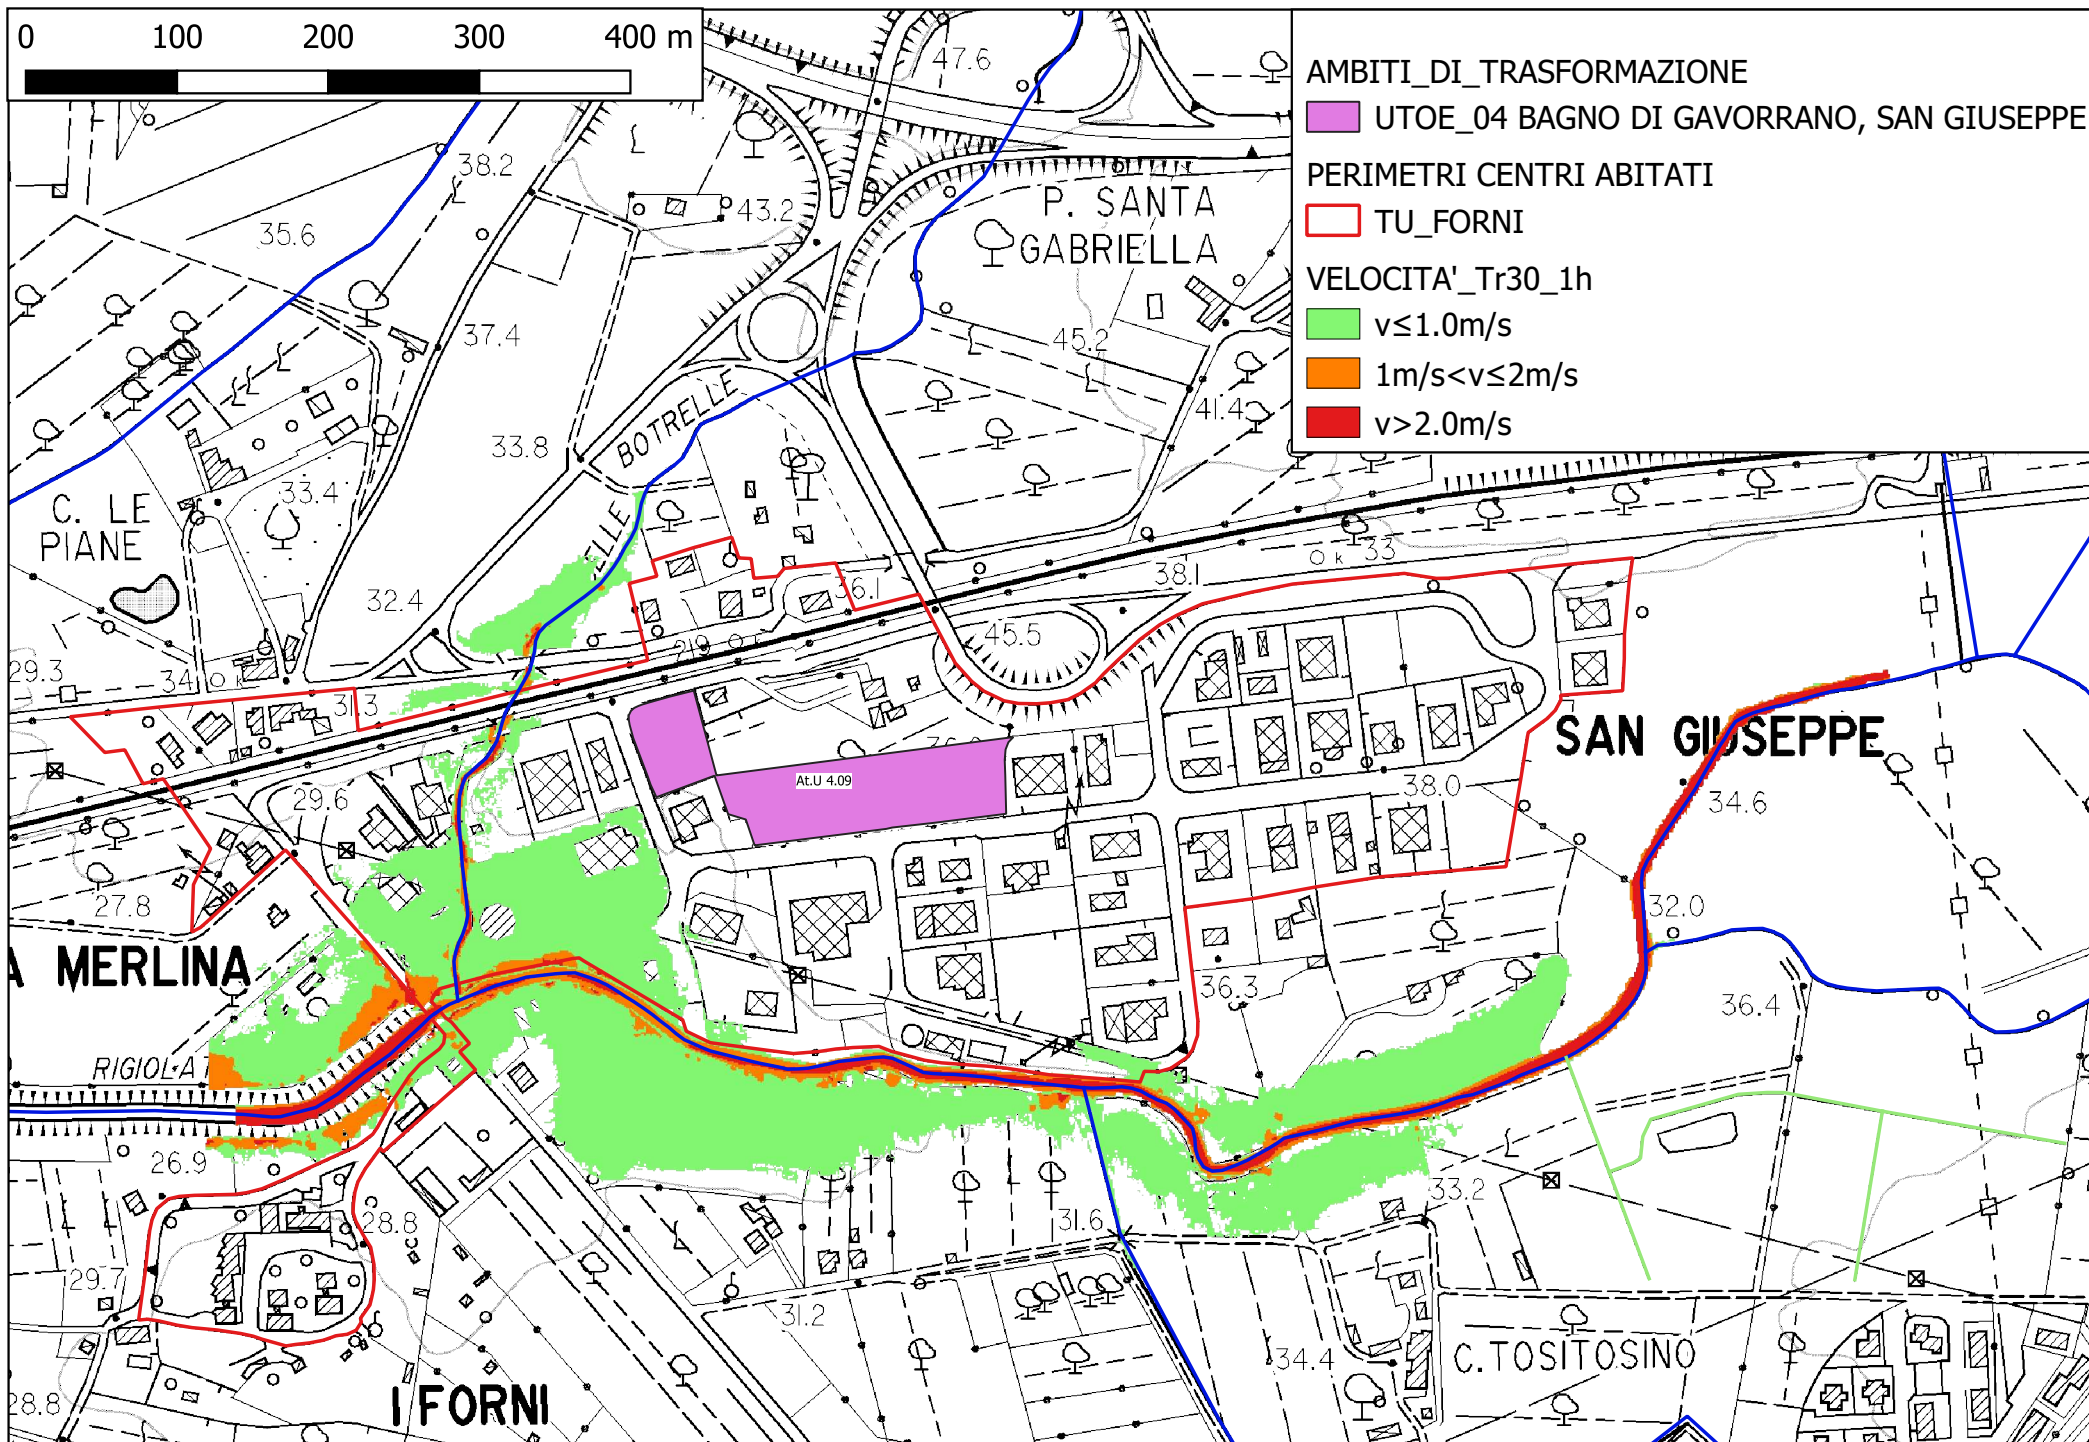 0 100 200 300 400 m
AMBITI_DI_TRASFORMAZIONE
UTOE_04 BAGNO DI GAVORRANO, SAN GIUSEPPE
PERIMETRI CENTRI ABITATI
TU_FORNI
VELOCITA'_Tr30_1h
v≤1.0m/s
1m/s<v≤2m/s
v>2.0m/s
47.6
38.2
43.2
P. SANTA
GABRIELLA
35.6
37.4
45.2
41.4
33.8
BOTRELLE
33.4
C. LE
PIANE
33
38.1
32.4
36.1
45.5
29.3
34
31.3
SAN GIUSEPPE
At.U 4.09
29.6
38.0
34.6
27.8
32.0
A MERLINA
36.3
36.4
RIGIOLA
26.9
33.2
28.8
31.6
29.7
31.2
34.4
C. TOSITOSINO
I FORNI
28.8